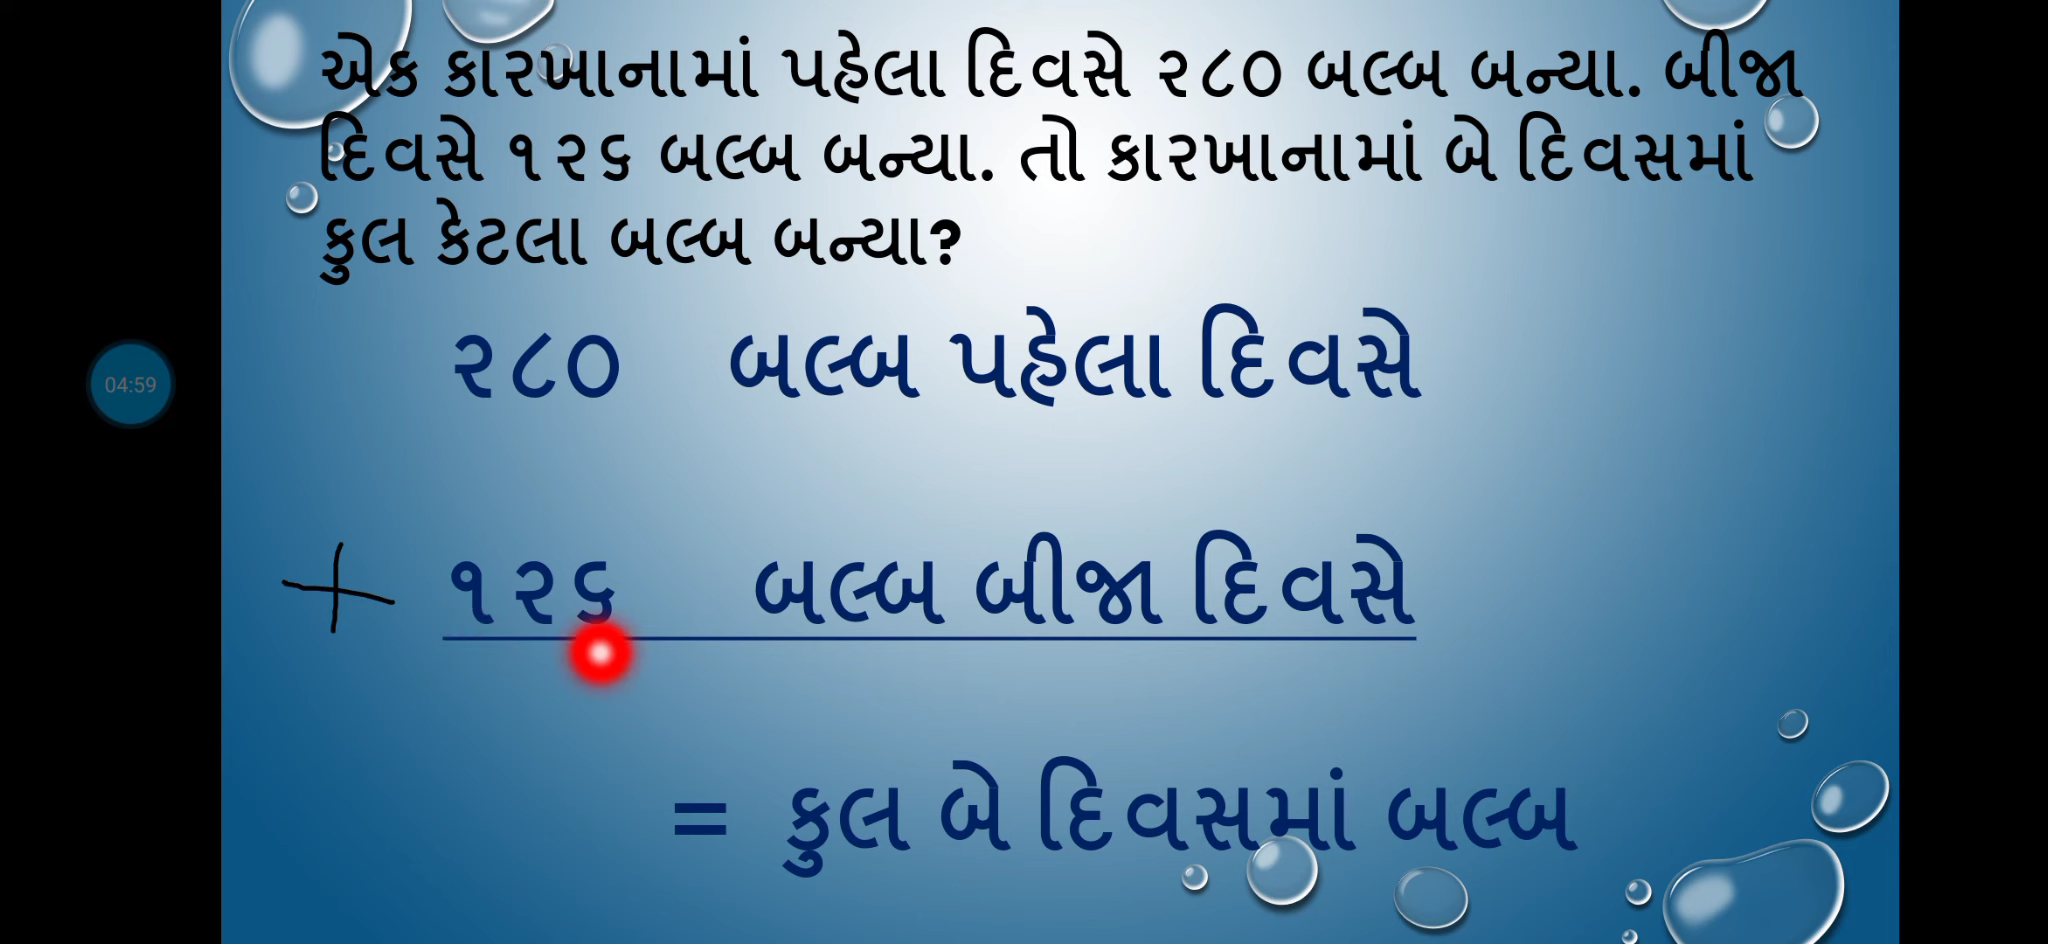 એક કારખાનામાં પહેલા દિવસે ૨૮૦ બલ્બ બન્યા. બીજા
દિવસે ૧૨૬ બલ્બ બન્યા. તો કારખાનામાં બે દિવસમાં
કુલ કેટલા બલ્બ બન્યા?
૨૮૦ બલ્બ પહેલા દિવસે
04:59
+ ૧૨૬ બલ્બ બીજા દિવસે
= કુલ બે દિવસમાં બલ્બ